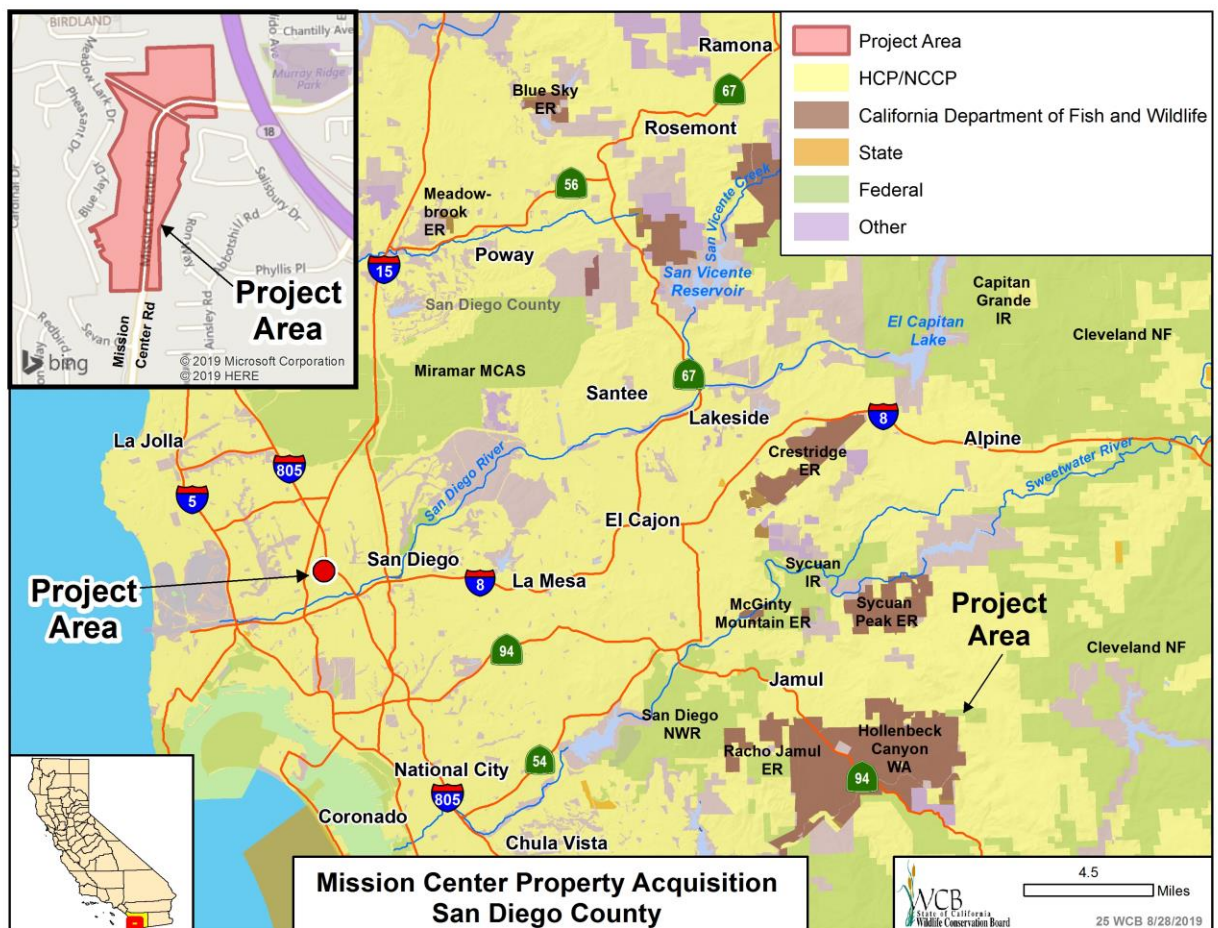 BIRDLAND
Chantilly Ave
Murray Ridge
Park
Meadow Lark Dr
Pheasant Dr
Cardinal Dr
Blue Jay Dr
18
Salisbury Dr
Mission Center Rd
Ron Way
Abbotshill Rd
Phyllis Pl
Ainsley Rd
Sevan
Redbird
Mission
Center Rd
Project
Area
bing
© 2019 Microsoft Corporation
© 2019 HERE
Project Area
HCP/NCCP
California Department of Fish and Wildlife
State
Federal
Other
Ramona
67
Blue Sky
ER
Rosemont
56
Meadow-
brook
ER
Poway
15
San Diego County
San Vicente Creek
San Vicente
Reservoir
Capitan
Grande
IR
El Capitan
Lake
Cleveland NF
Miramar MCAS
Santee
67
Lakeside
8
Alpine
La Jolla
805
5
San Diego River
Crestridge
ER
Sweetwater River
El Cajon
San Diego
8
La Mesa
Project
Area
Sycuan
IR
McGinty
Mountain ER
Sycuan
Peak ER
Project
Area
94
Cleveland NF
Jamul
San Diego
NWR
Racho Jamul
ER
Hollenbeck
Canyon
WA
94
54
National City
805
Coronado
Chula Vista
Mission Center Property Acquisition
San Diego County
WCB
State of California
Wildlife Conservation Board
4.5
Miles
25 WCB 8/28/2019